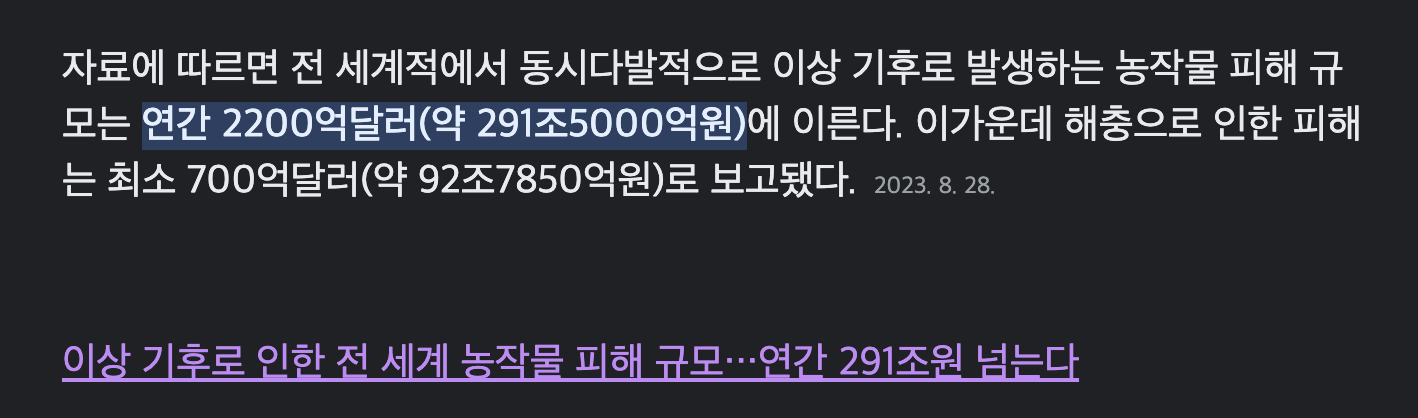 자료에 따르면 전 세계적에서 동시다발적으로 이상 기후로 발생하는 농작물 피해 규
모는 연간 2200억달러(약 291조5000억원)에 이른다. 이가운데 해충으로 인한 피해
는 최소 700억달러(약 92조7850억원)로 보고됐다. 2023. 8. 28.
이상 기후로 인한 전 세계 농작물 피해 규모…연간 291조원 넘는다